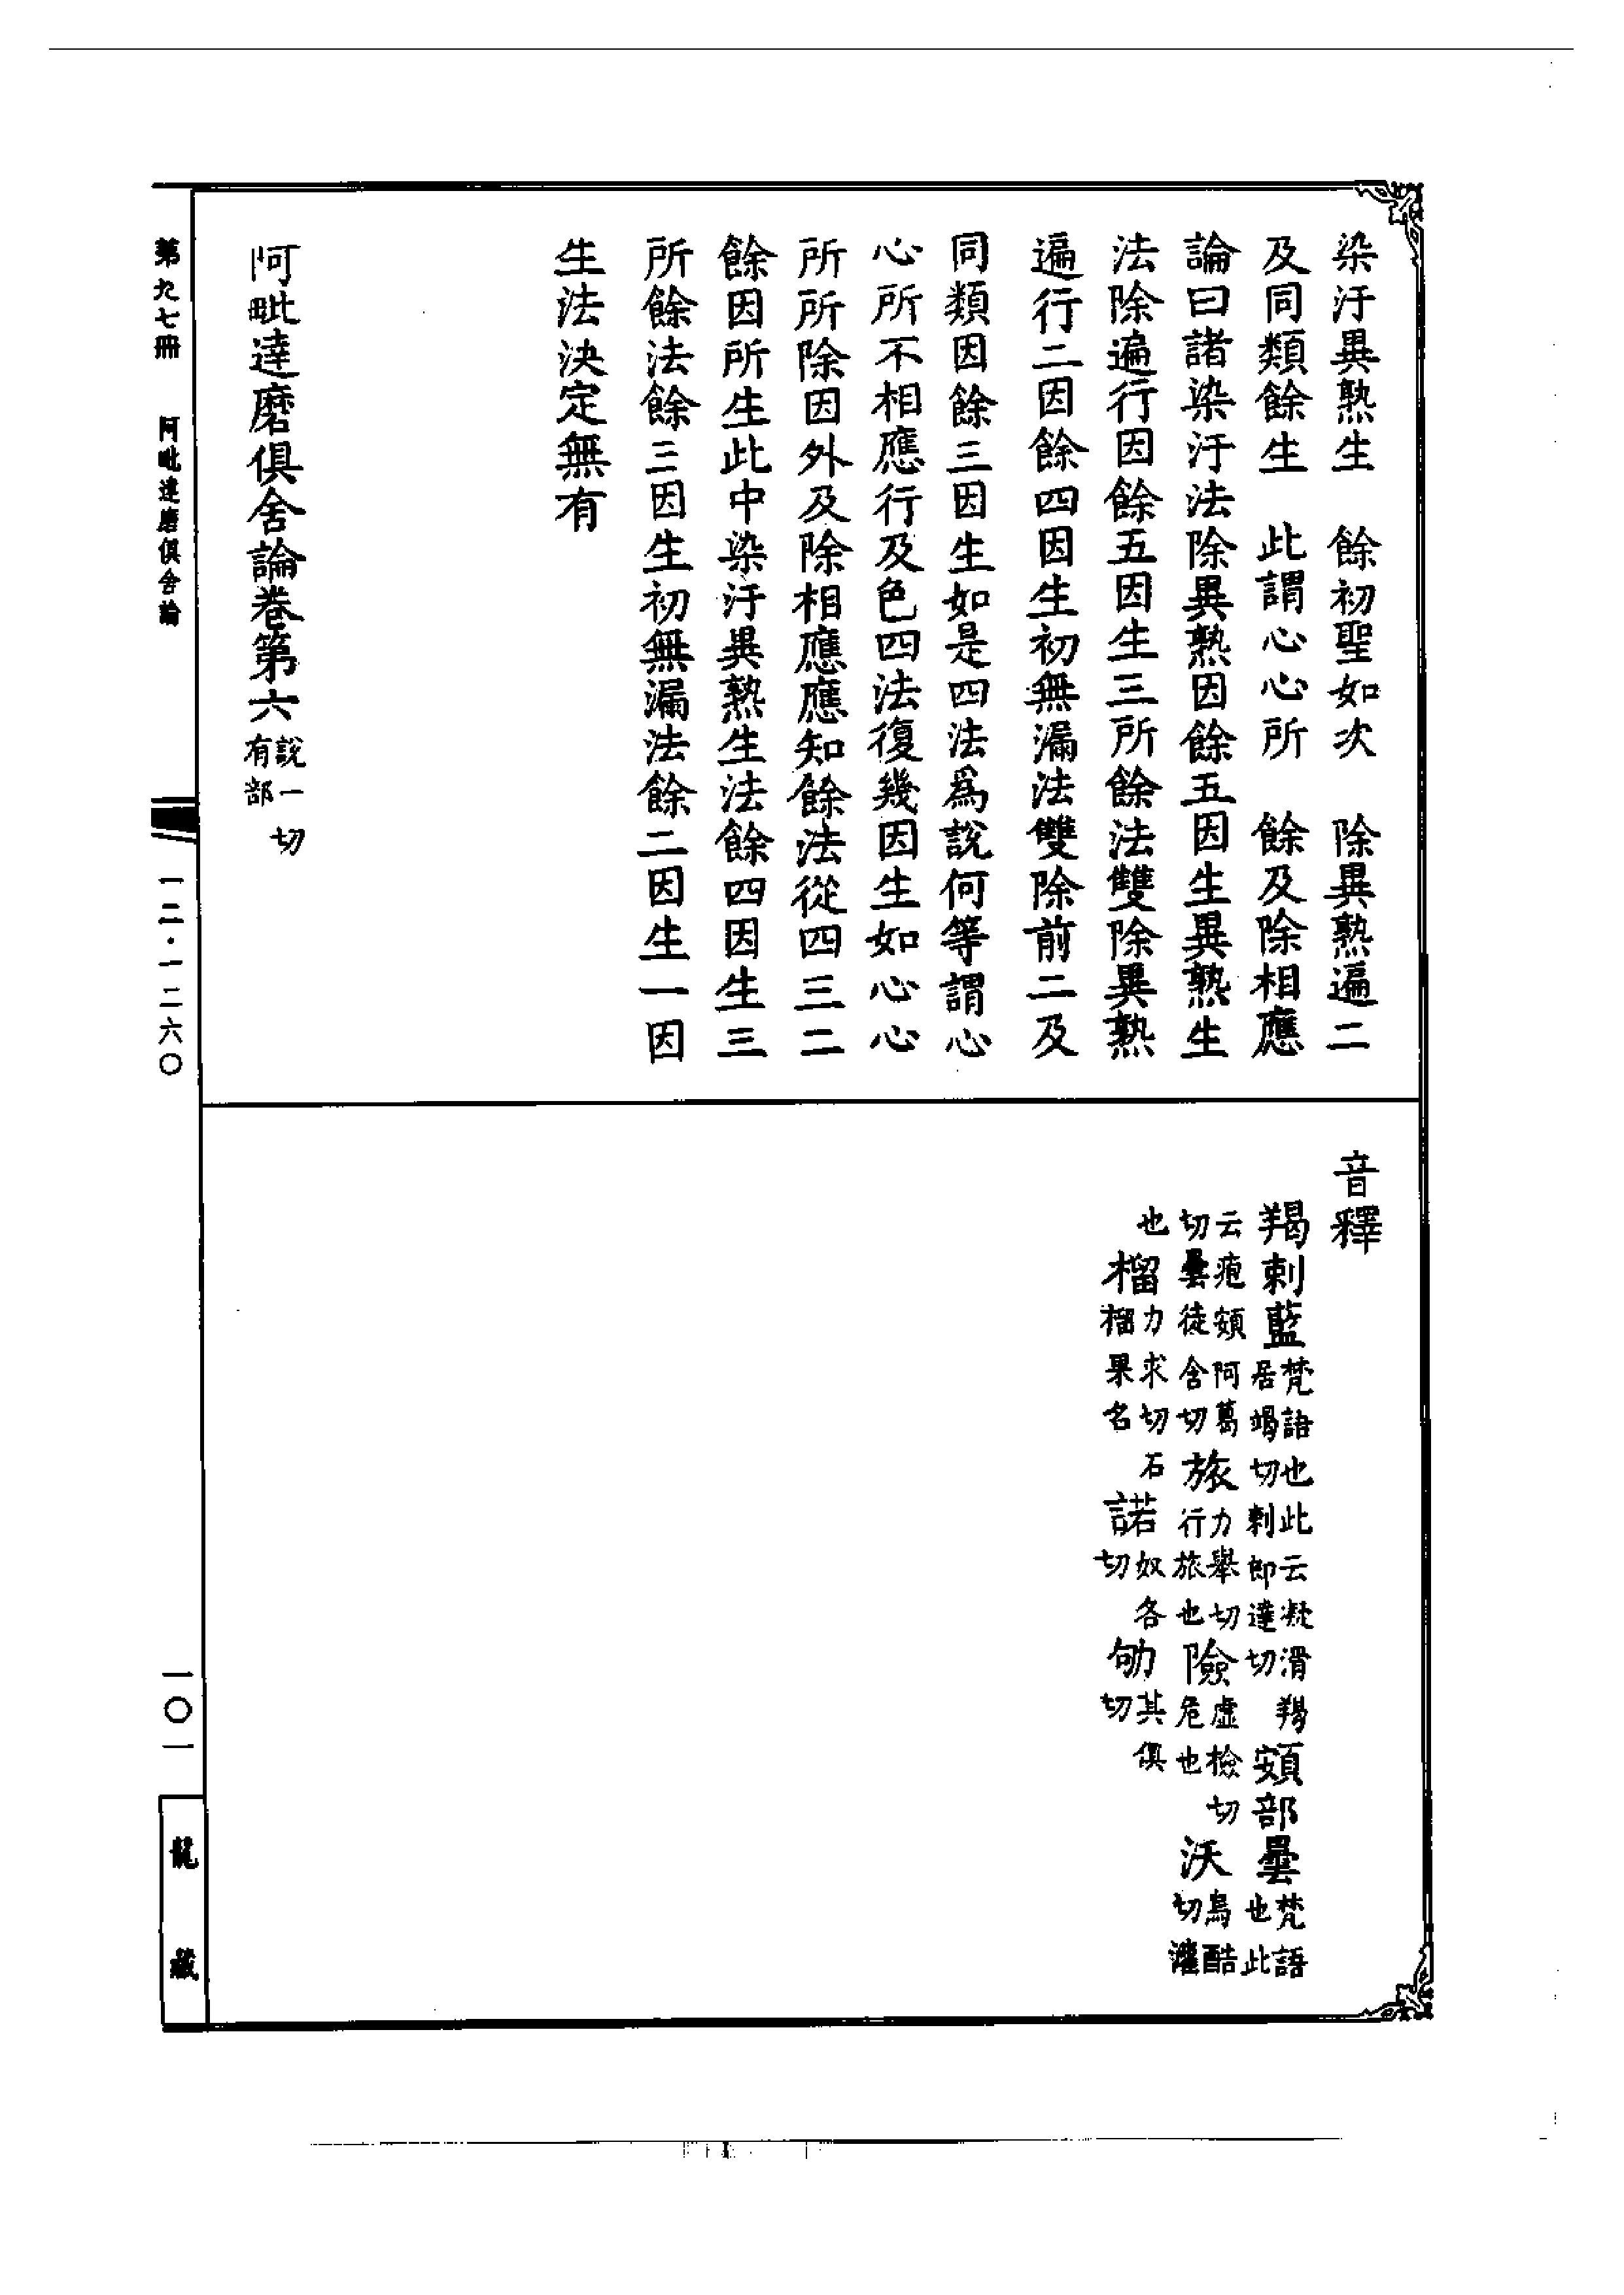 染汙異熟生　餘初聖如次　除異熟遍二
及同類餘生　此謂心心所　餘及除相應
論曰諸染汙法除異熟因餘五因生異熟生
法除遍行因餘五因生三所餘法雙除異熟
遍行二因餘四因生初無漏法雙除前二及
同類因餘三因生如是四法為說何等謂心
心所不相應行及色四法復幾因生如心心
所所除因外及除相應應知餘法從四三二
餘因所生此中染汙異熟生法餘四因生三
所餘法餘三因生初無漏法餘二因生一因
生法決定無有
阿毗達磨俱舍論卷第六 說一切有部
音釋
羯剌藍 梵語也此云凝滑羯居竭切剌郎達切 頞部曇 梵語也此
云疱頞阿葛切曇徒含切 旅 力舉切行旅也 險 虛檢切危也 沃 烏酷切灌
也 榴 力求切石榴果名 諾 奴各切 劬 其俱切
第九七冊　阿毗達磨俱舍論
一二·一二六〇
一〇一
龍藏